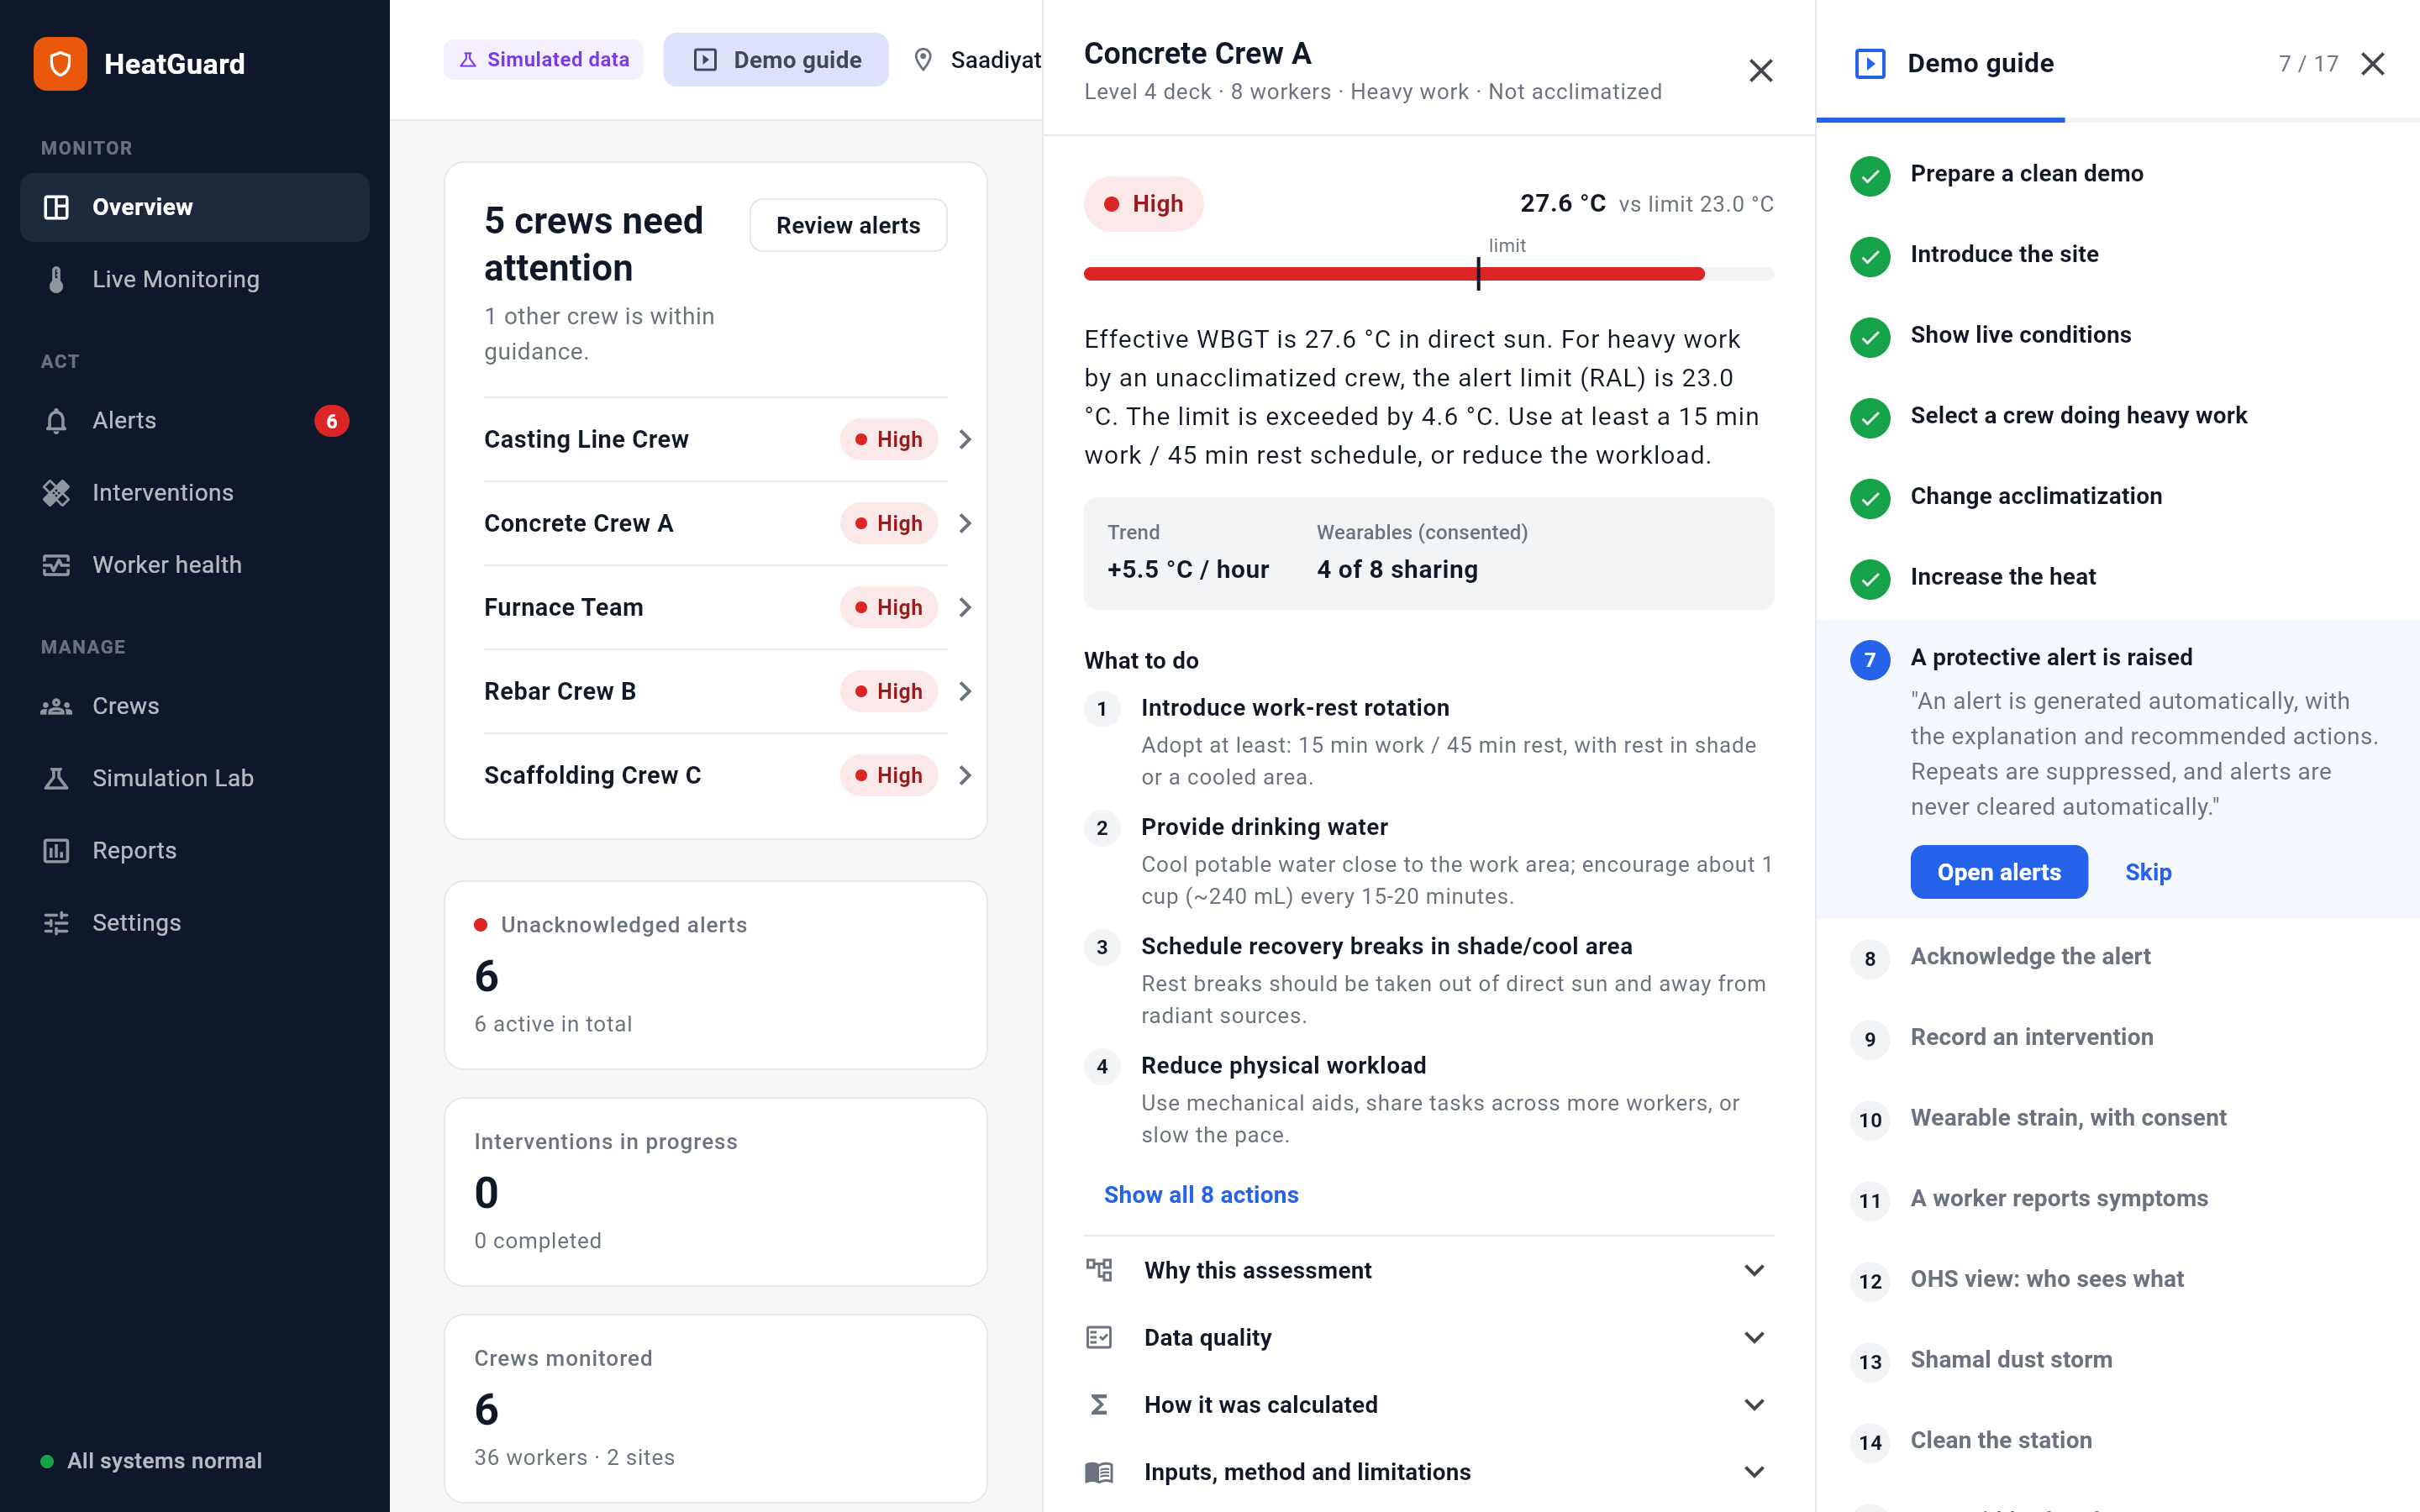 HeatGuard
MONITOR
Overview
Live Monitoring
ACT
Alerts
6
Interventions
Worker health
MANAGE
Crews
Simulation Lab
Reports
Settings
All systems normal
Simulated data
Demo guide
Saadiyat
5 crews need
attention
Review alerts
1 other crew is within
guidance.
Casting Line Crew
High
Concrete Crew A
High
Furnace Team
High
Rebar Crew B
High
Scaffolding Crew C
High
Unacknowledged alerts
6
6 active in total
Interventions in progress
0
0 completed
Crews monitored
6
36 workers · 2 sites
Concrete Crew A
Level 4 deck · 8 workers · Heavy work · Not acclimatized
High
27.6 °C vs limit 23.0 °C
limit
Effective WBGT is 27.6 °C in direct sun. For heavy work
by an unacclimatized crew, the alert limit (RAL) is 23.0
°C. The limit is exceeded by 4.6 °C. Use at least a 15 min
work / 45 min rest schedule, or reduce the workload.
Trend
+5.5 °C / hour
Wearables (consented)
4 of 8 sharing
What to do
1 Introduce work-rest rotation
Adopt at least: 15 min work / 45 min rest, with rest in shade
or a cooled area.
2 Provide drinking water
Cool potable water close to the work area; encourage about 1
cup (~240 mL) every 15-20 minutes.
3 Schedule recovery breaks in shade/cool area
Rest breaks should be taken out of direct sun and away from
radiant sources.
4 Reduce physical workload
Use mechanical aids, share tasks across more workers, or
slow the pace.
Show all 8 actions
Why this assessment
Data quality
How it was calculated
Inputs, method and limitations
Demo guide
7 / 17
Prepare a clean demo
Introduce the site
Show live conditions
Select a crew doing heavy work
Change acclimatization
Increase the heat
7 A protective alert is raised
"An alert is generated automatically, with
the explanation and recommended actions.
Repeats are suppressed, and alerts are
never cleared automatically."
Open alerts
Skip
8 Acknowledge the alert
9 Record an intervention
10 Wearable strain, with consent
11 A worker reports symptoms
12 OHS view: who sees what
13 Shamal dust storm
14 Clean the station